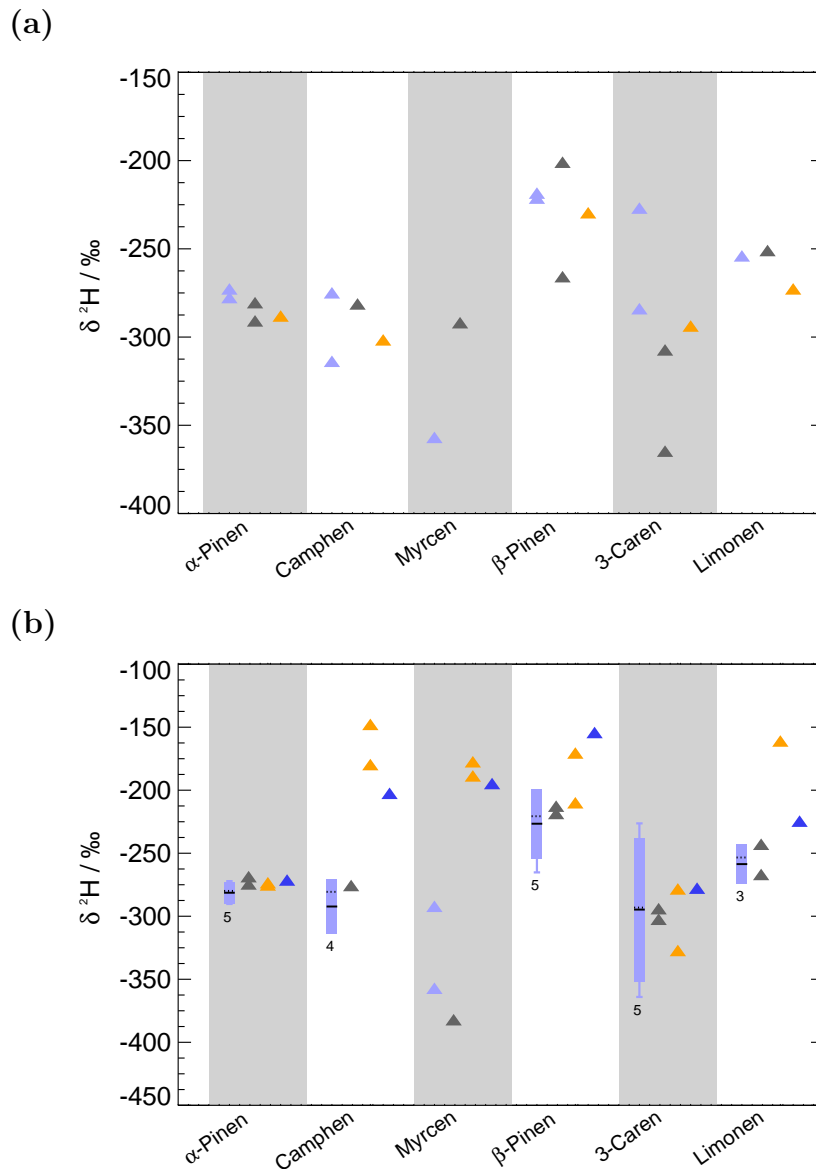 (a)
-150
-200
-250
-300
-350
-400
δ ²H / ‰
α-Pinen
Camphen
Myrcen
β-Pinen
3-Caren
Limonen
(b)
-100
-150
-200
-250
-300
-350
-400
-450
δ ²H / ‰
5
4
5
5
3
α-Pinen
Camphen
Myrcen
β-Pinen
3-Caren
Limonen